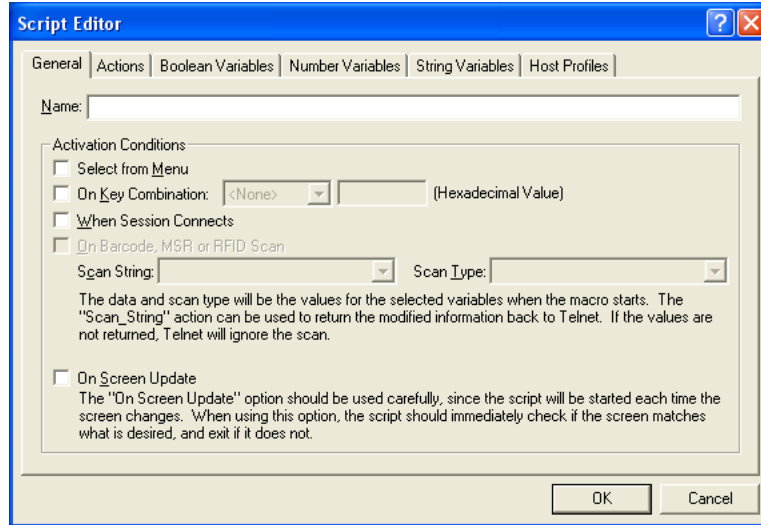 Script Editor
General Actions Boolean Variables Number Variables String Variables Host Profiles
Name:
Activation Conditions
Select from Menu
On Key Combination: <None> (Hexadecimal Value)
When Session Connects
On Barcode, MSR or RFID Scan
Scan String: Scan Type:
The data and scan type will be the values for the selected variables when the macro starts. The
"Scan_String" action can be used to return the modified information back to Telnet. If the values are
not returned, Telnet will ignore the scan.
On Screen Update
The "On Screen Update" option should be used carefully, since the script will be started each time the
screen changes. When using this option, the script should immediately check if the screen matches
what is desired, and exit if it does not.
OK Cancel